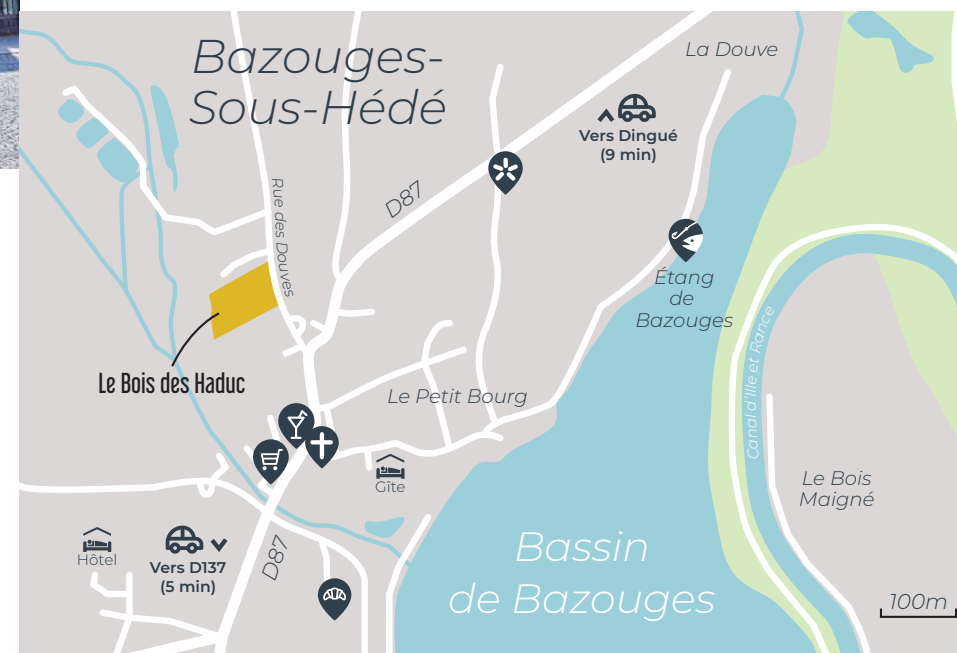 Bazouges-
Sous-Hédé
La Douve
Vers Dingué
(9 min)
D87
Rue des Douves
Étang
de
Bazouges
Canal d'Ille et Rance
Le Bois des Haduc
Le Petit Bourg
Gîte
Le Bois
Maigné
Hôtel
Vers D137
(5 min)
D87
Bassin
de Bazouges
100m